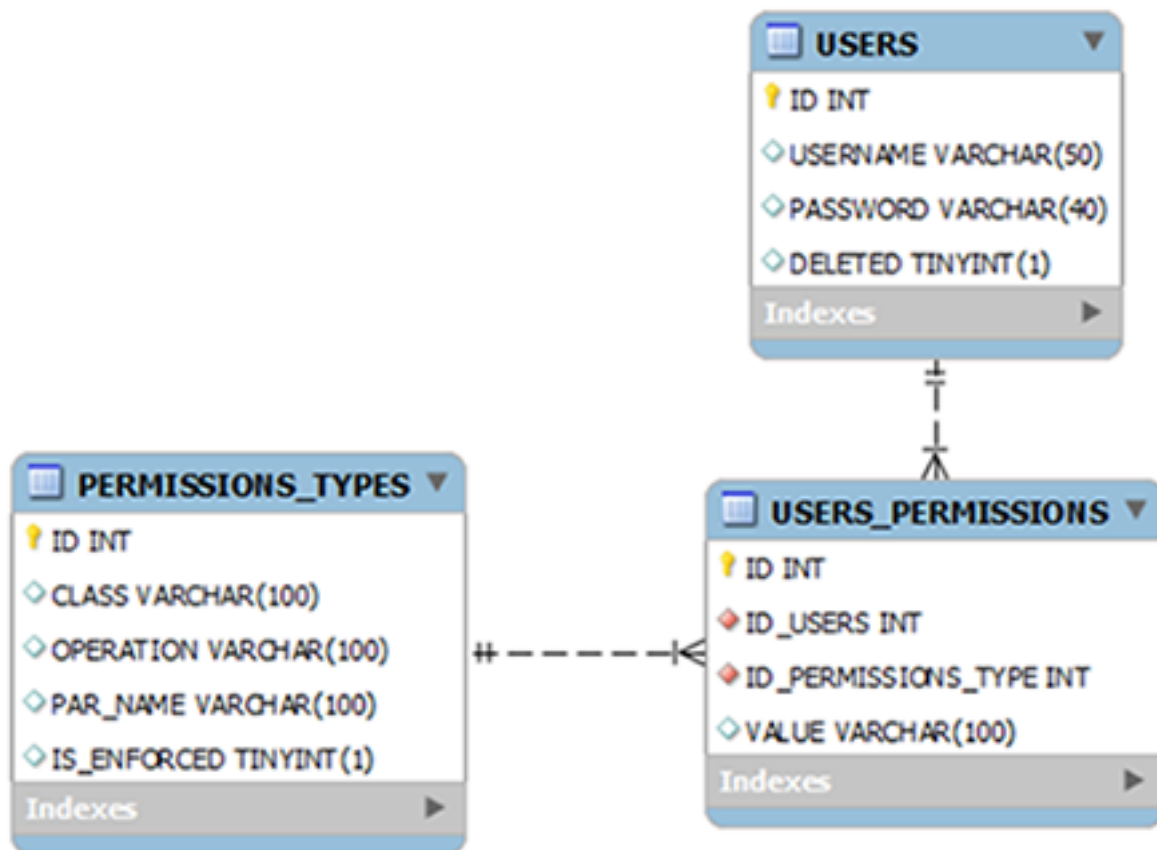 USERS
ID INT
USERNAME VARCHAR(50)
PASSWORD VARCHAR(40)
DELETED TINYINT(1)
Indexes
PERMISSIONS_TYPES
ID INT
CLASS VARCHAR(100)
OPERATION VARCHAR(100)
PAR_NAME VARCHAR(100)
IS_ENFORCED TINYINT(1)
Indexes
USERS_PERMISSIONS
ID INT
ID_USERS INT
ID_PERMISSIONS_TYPE INT
VALUE VARCHAR(100)
Indexes